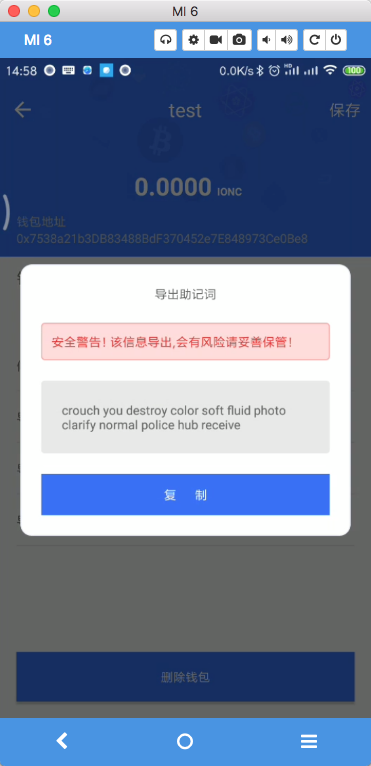 MI 6
MI 6
14:58
0.0K/s HD 100
test
保存
0.0000 IONC
钱包地址
0x7538a21b3DB83488BdF370452e7E848973Ce0Be8
导出助记词
安全警告! 该信息导出,会有风险请妥善保管!
crouch you destroy color soft fluid photo
clarify normal police hub receive
复 制
删除钱包